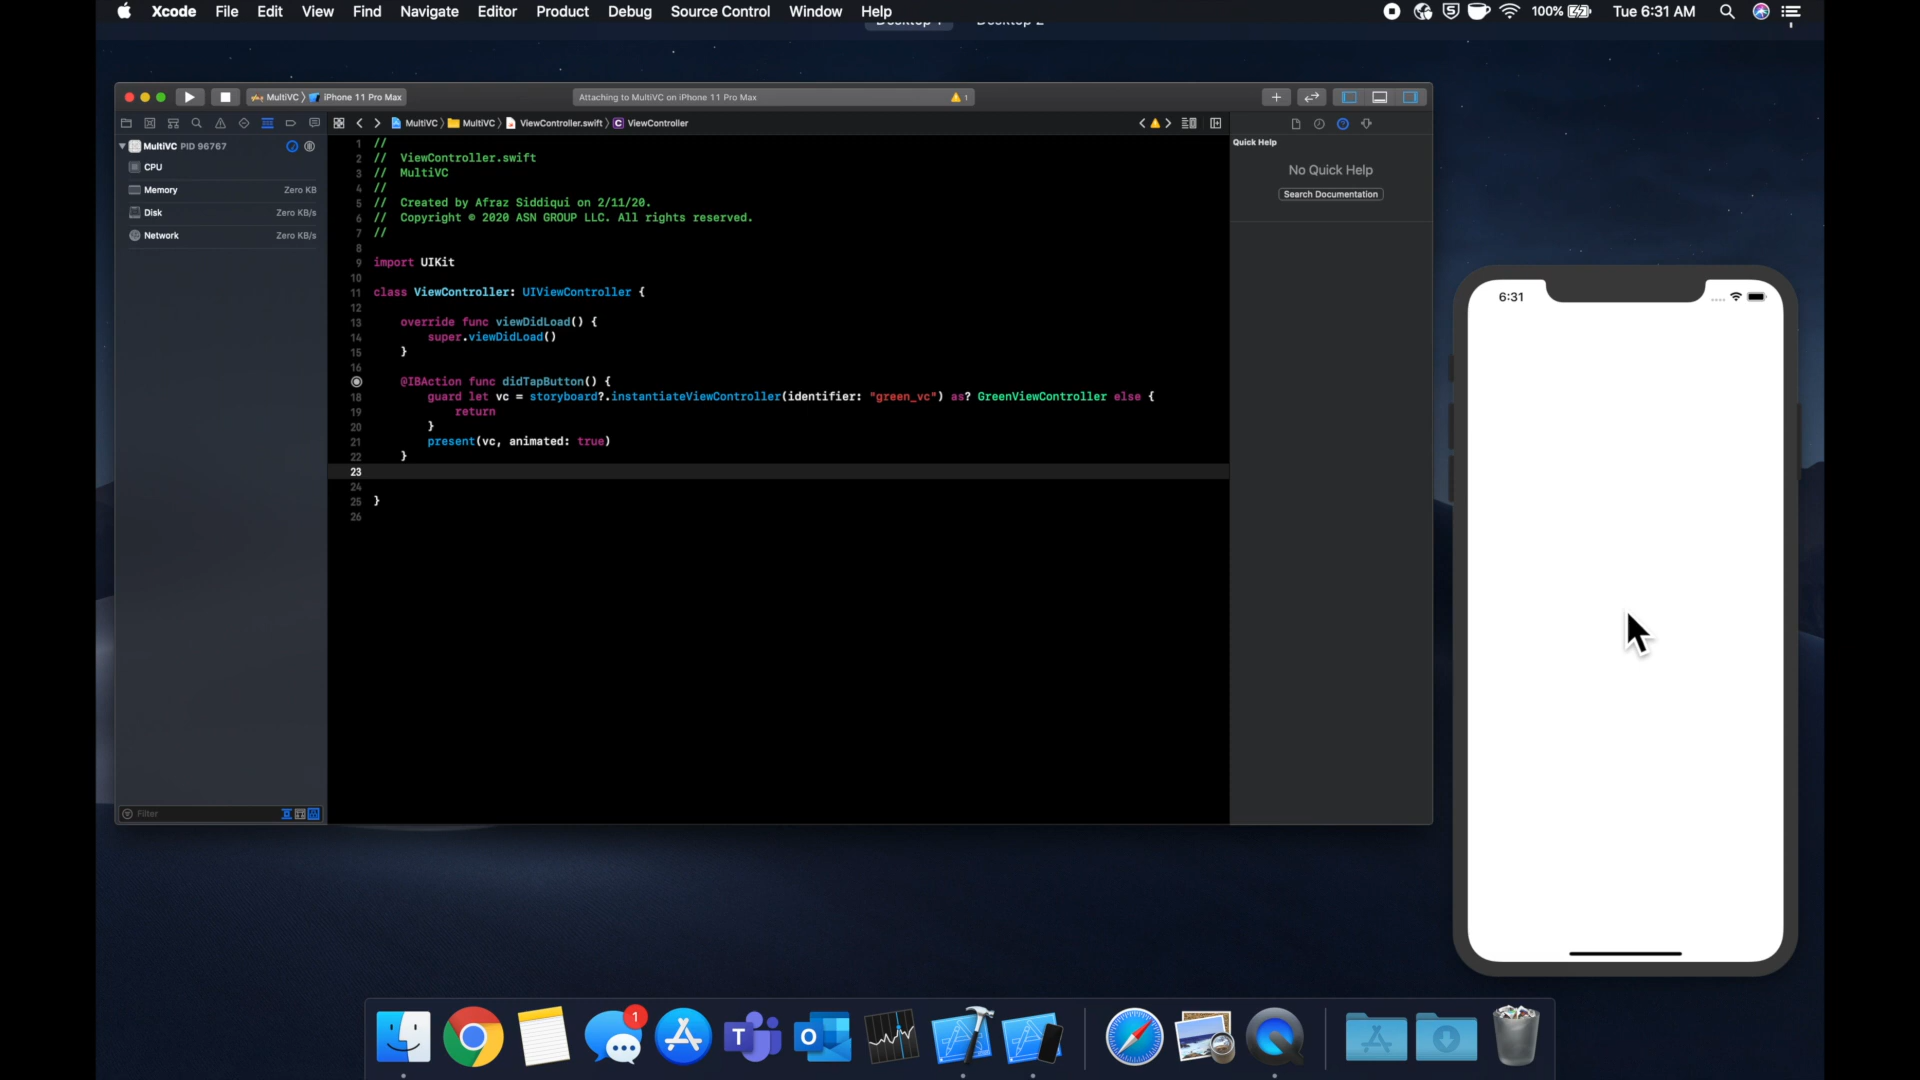 Xcode File Edit View Find Navigate Editor Product Debug Source Control Window Help
100% Tue 6:31 AM
Desktop 1 Desktop 2
MultiVC iPhone 11 Pro Max
Attaching to MultiVC on iPhone 11 Pro Max 1
MultiVC MultiVC ViewController.swift C ViewController
MultiVC PID 96767
CPU
Memory Zero KB
Disk Zero KB/s
Network Zero KB/s
Filter
1 //
2 // ViewController.swift
3 // MultiVC
4 //
5 // Created by Afraz Siddiqui on 2/11/20.
6 // Copyright © 2020 ASN GROUP LLC. All rights reserved.
7 //
8
9 import UIKit
10
11 class ViewController: UIViewController {
12
13 override func viewDidLoad() {
14 super.viewDidLoad()
15 }
16
@IBAction func didTapButton() {
18 guard let vc = storyboard?.instantiateViewController(identifier: "green_vc") as? GreenViewController else {
19 return
20 }
21 present(vc, animated: true)
22 }
23
24
25 }
26
Quick Help
No Quick Help
Search Documentation
6:31
1
T
O